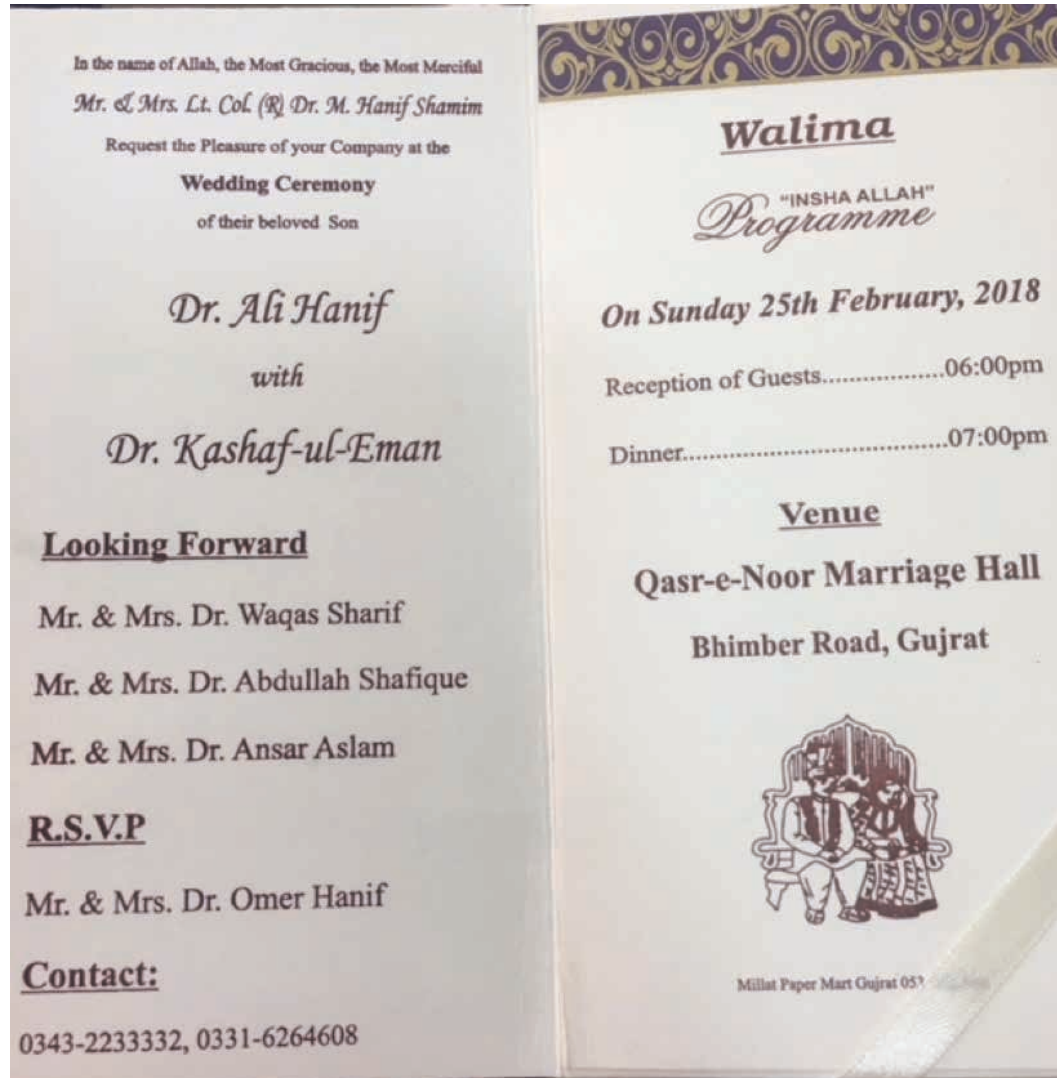 In the name of Allah, the Most Gracious, the Most Merciful
Mr. & Mrs. Lt. Col. (R) Dr. M. Hanif Shamim
Request the Pleasure of your Company at the
Wedding Ceremony
of their beloved Son
Dr. Ali Hanif
with
Dr. Kashaf-ul-Eman
Looking Forward
Mr. & Mrs. Dr. Waqas Sharif
Mr. & Mrs. Dr. Abdullah Shafique
Mr. & Mrs. Dr. Ansar Aslam
R.S.V.P
Mr. & Mrs. Dr. Omer Hanif
Contact:
0343-2233332, 0331-6264608
Walima
"INSHA ALLAH"
Programme
On Sunday 25th February, 2018
Reception of Guests..................06:00pm
Dinner.......................................07:00pm
Venue
Qasr-e-Noor Marriage Hall
Bhimber Road, Gujrat
Millat Paper Mart Gujrat 053